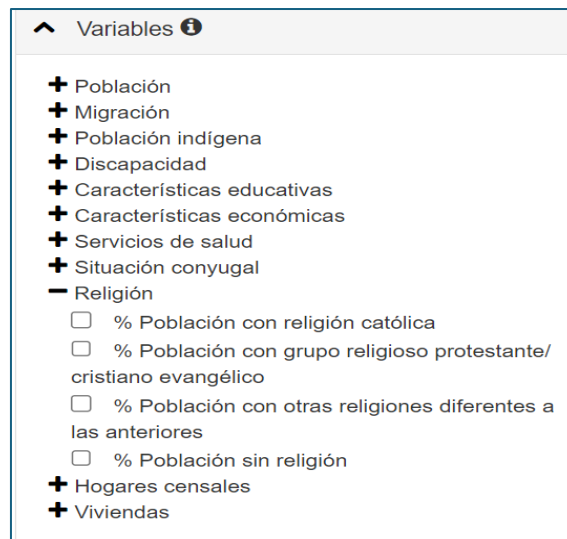 Variables
Población
Migración
Población indígena
Discapacidad
Características educativas
Características económicas
Servicios de salud
Situación conyugal
Religión
% Población con religión católica
% Población con grupo religioso protestante/
cristiano evangélico
% Población con otras religiones diferentes a
las anteriores
% Población sin religión
Hogares censales
Viviendas